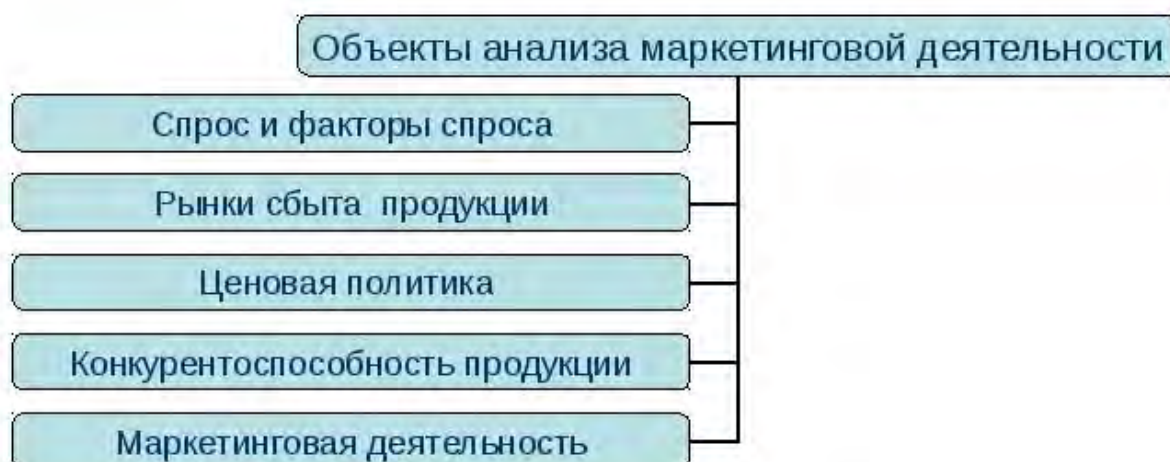 Объекты анализа маркетинговой деятельности
Спрос и факторы спроса
Рынки сбыта продукции
Ценовая политика
Конкурентоспособность продукции
Маркетинговая деятельность